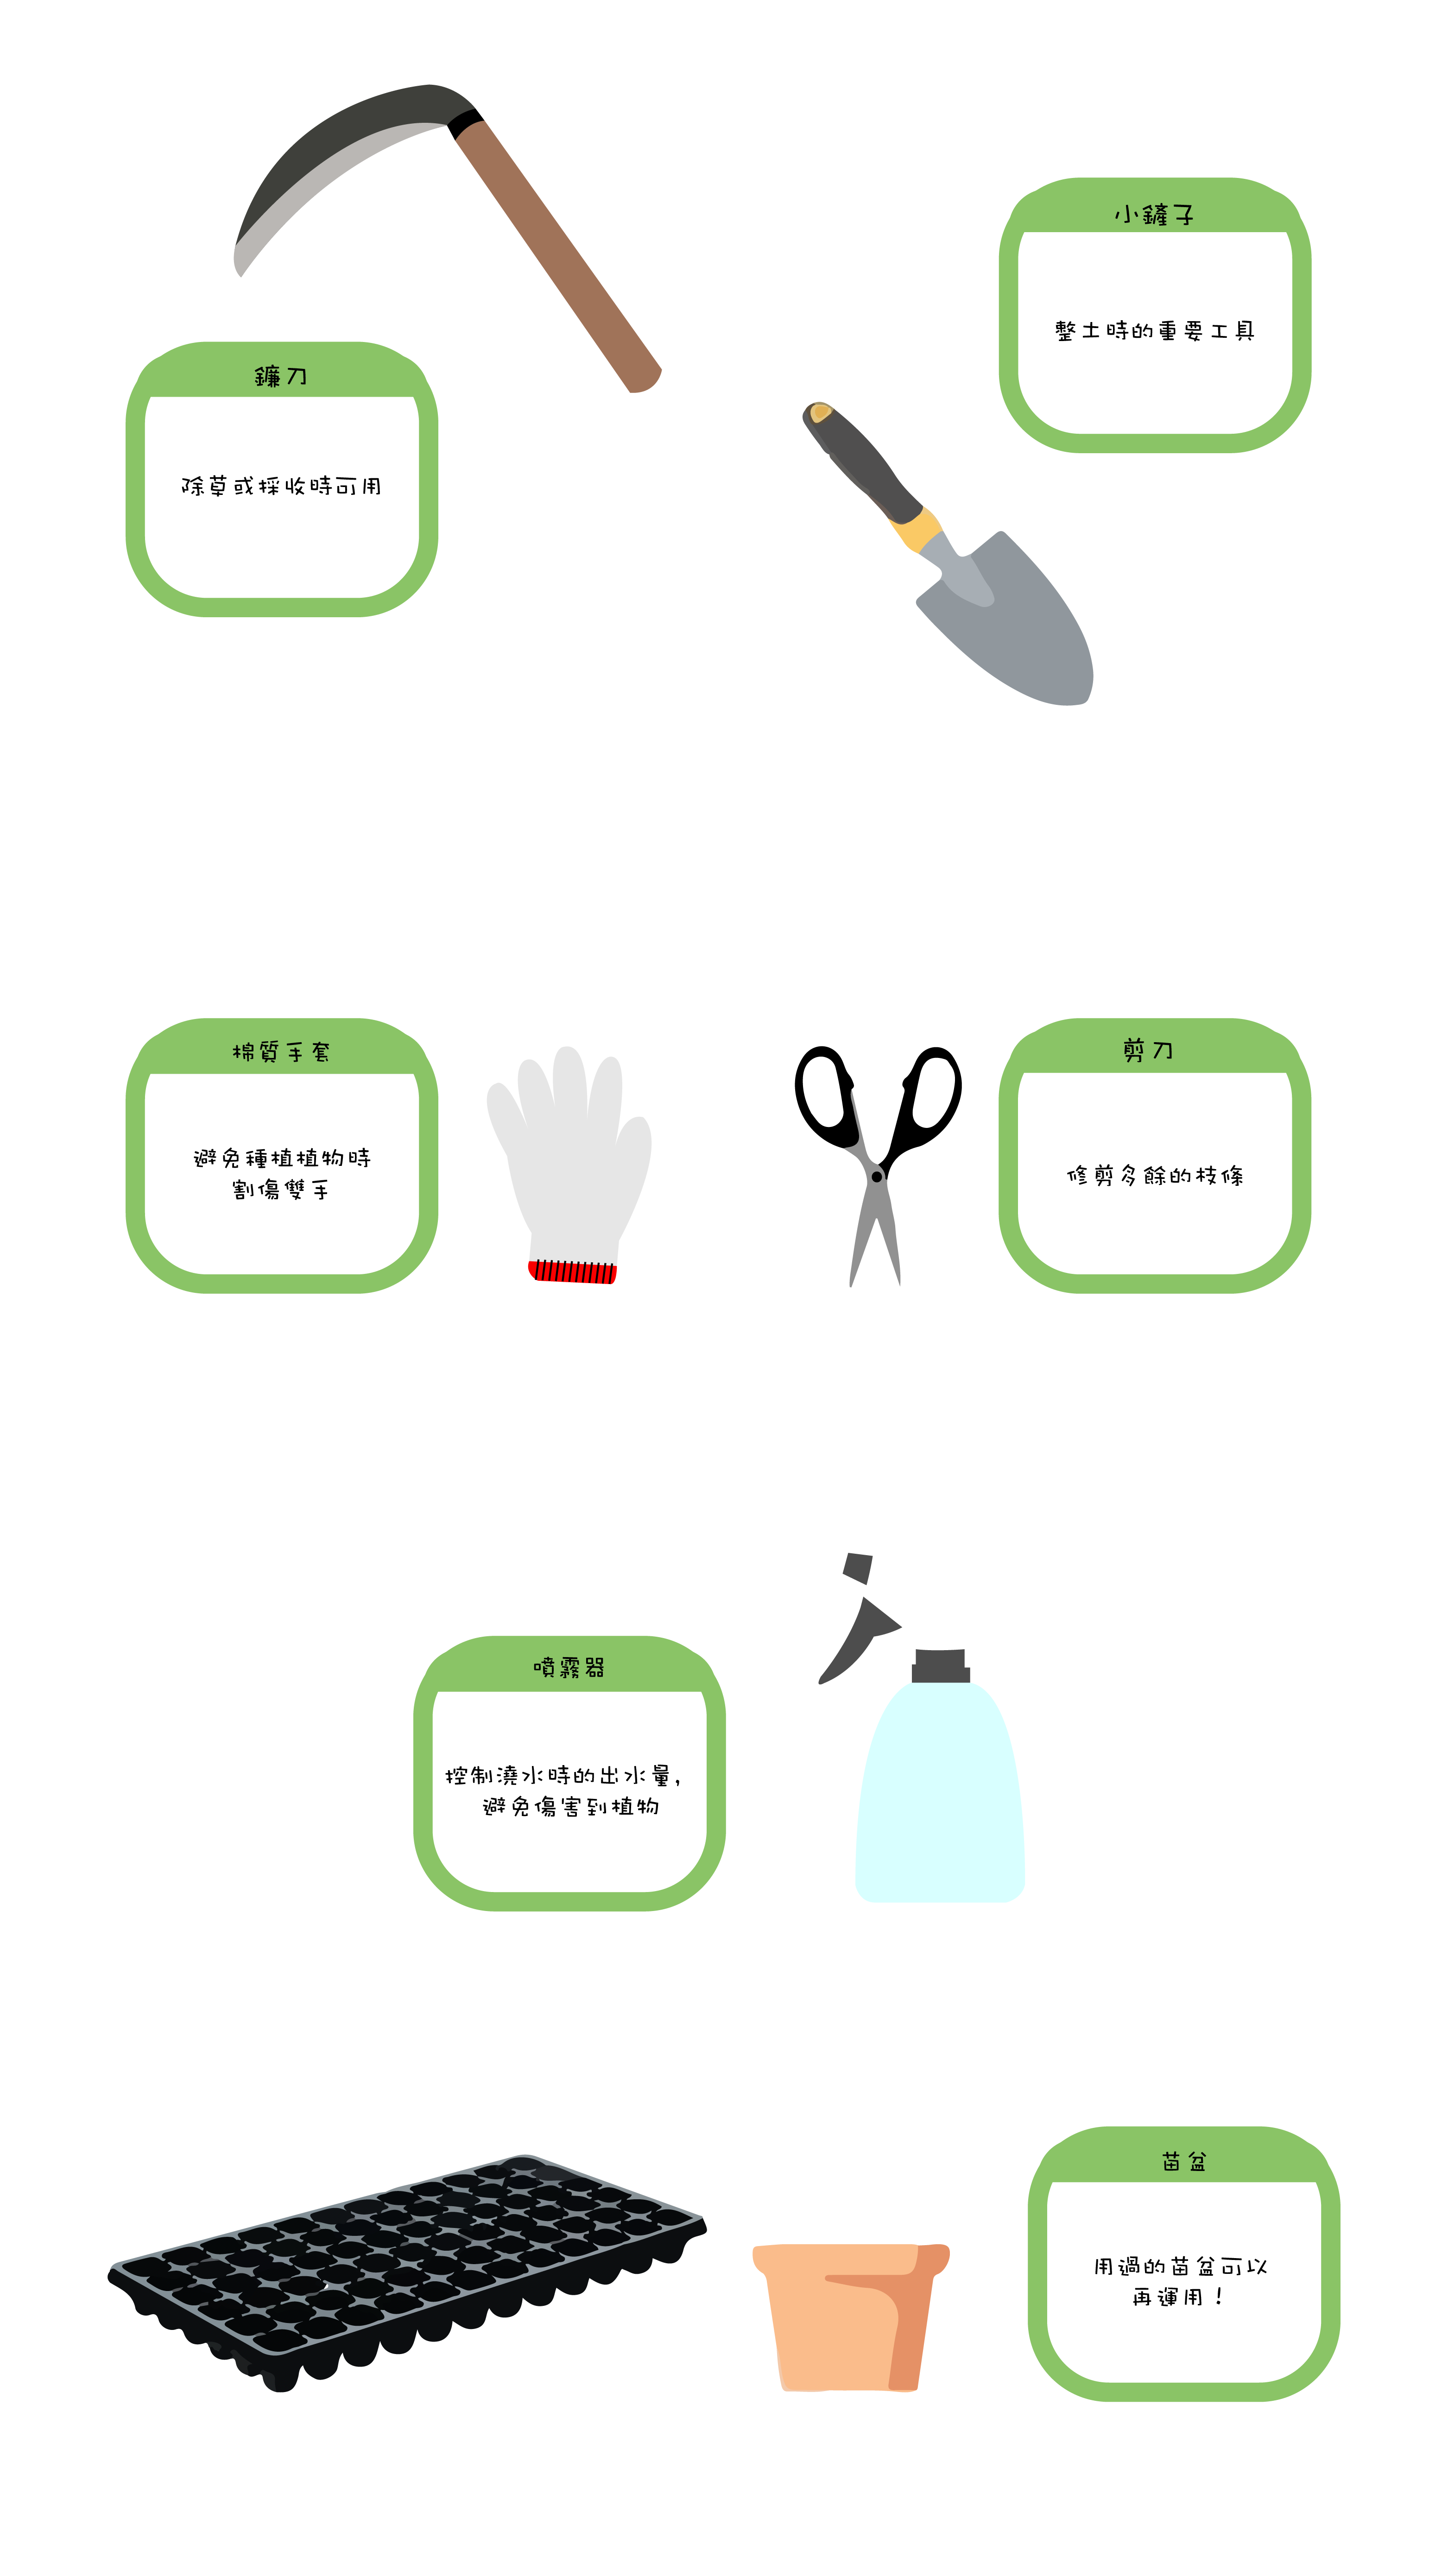 鐮刀
除草或採收時可用
小鏟子
整土時的重要工具
棉質手套
避免種植植物時
割傷雙手
剪刀
修剪多餘的枝條
噴霧器
控制澆水時的出水量，
避免傷害到植物
苗盆
用過的苗盆可以
再運用！